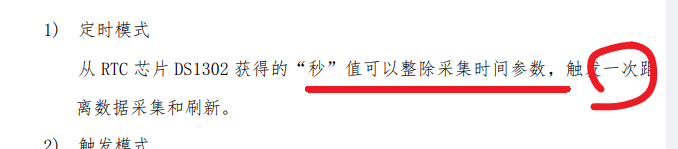 1) 定时模式
从 RTC 芯片 DS1302 获得的“秒”值可以整除采集时间参数，触发一次距
离数据采集和刷新。
2) 触发模式